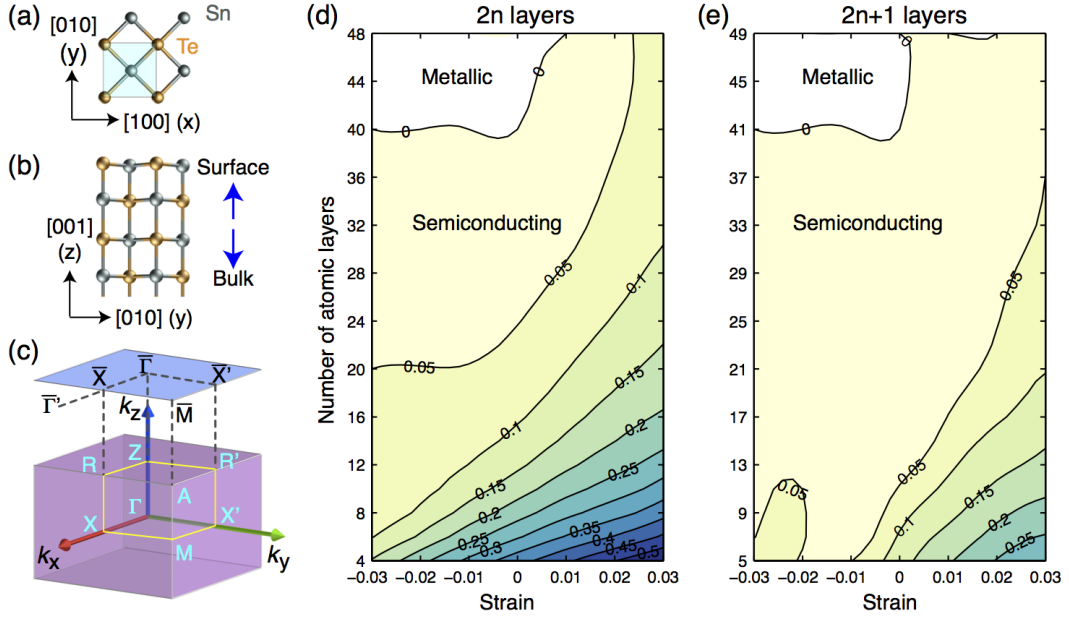 (a)
Sn
[010]
(y)
Te
[100] (x)
(b)
Surface
[001]
(z)
Bulk
[010] (y)
(c)
X̅
Γ̅
X̅'
Γ̅'
M̅
kz
R
Z
R'
A
Γ
X
X'
M
kx
ky
(d)
2n layers
Number of atomic layers
48
44
40
36
32
28
24
20
16
12
8
4
Metallic
0
0
Semiconducting
0.05
0.1
0.05
0.15
0.1
0.2
0.15
0.25
0.2
0.25
0.3
0.35
0.4
0.45
0.5
−0.03 −0.02 −0.01 0 0.01 0.02 0.03
Strain
(e)
2n+1 layers
49
45
41
37
33
29
25
21
17
13
9
5
0
Metallic
0
Semiconducting
0.05
0.1
0.05
0.05
0.15
0.1
0.2
0.25
−0.03 −0.02 −0.01 0 0.01 0.02 0.03
Strain